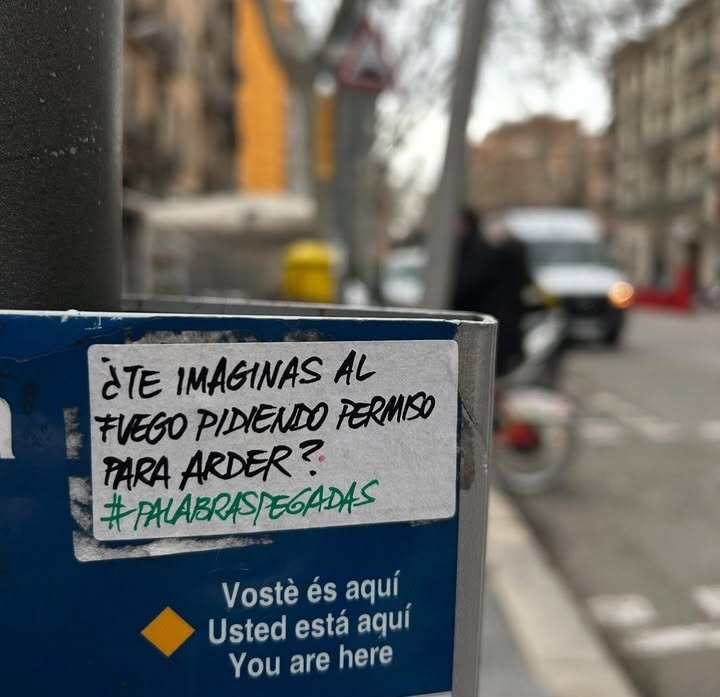 ¿TE IMAGINAS AL
FUEGO PIDIENDO PERMISO
PARA ARDER?
#PALABRASPEGADAS
Vostè és aquí
Usted está aquí
You are here